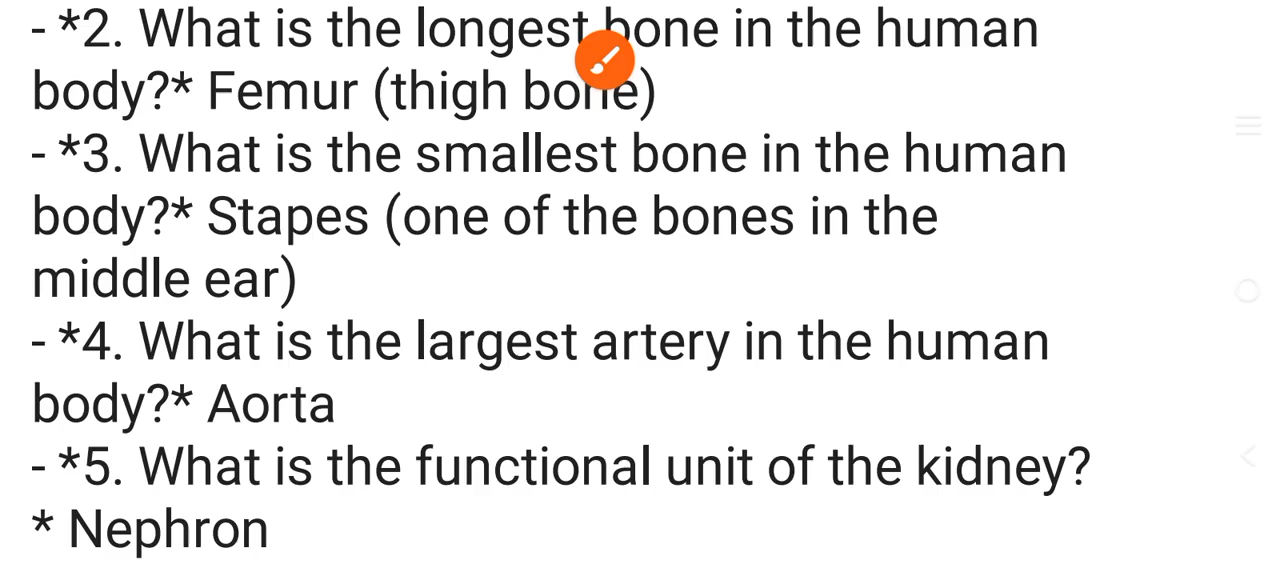 - *2. What is the longest bone in the human
body?* Femur (thigh bone)
- *3. What is the smallest bone in the human
body?* Stapes (one of the bones in the
middle ear)
- *4. What is the largest artery in the human
body?* Aorta
- *5. What is the functional unit of the kidney?
* Nephron